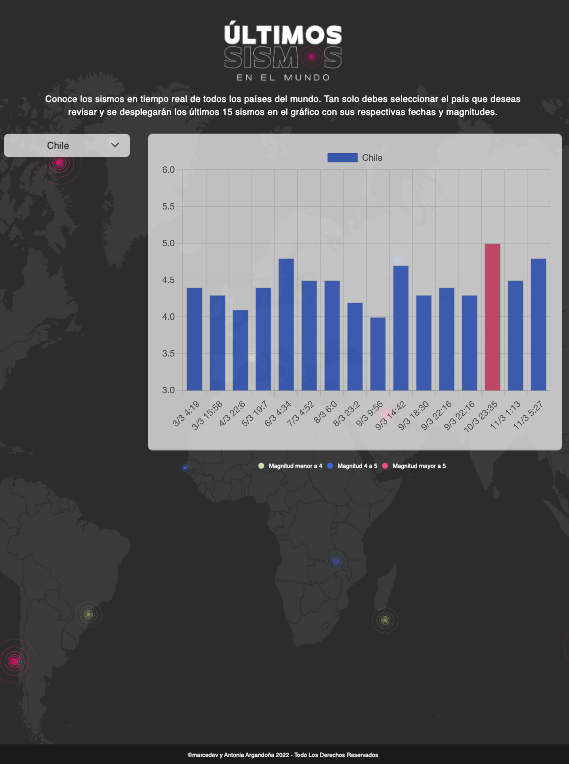 ÚLTIMOS
SISMOS
EN EL MUNDO
Conoce los sismos en tiempo real de todos los países del mundo. Tan solo debes seleccionar el país que deseas
revisar y se desplegarán los últimos 15 sismos en el gráfico con sus respectivas fechas y magnitudes.
Chile
Chile
6.0
5.5
5.0
4.5
4.0
3.5
3.0
3/3 4:19
3/3 15:58
4/3 22:6
5/3 19:7
6/3 4:34
7/3 4:52
8/3 6:0
8/3 23:2
9/3 9:56
9/3 14:42
9/3 18:30
9/3 22:16
9/3 22:16
10/3 23:35
11/3 1:13
11/3 5:27
Magnitud menor a 4 Magnitud 4 a 5 Magnitud mayor a 5
©marcedev y Antonia Argandoña 2022 - Todo Los Derechos Reservados